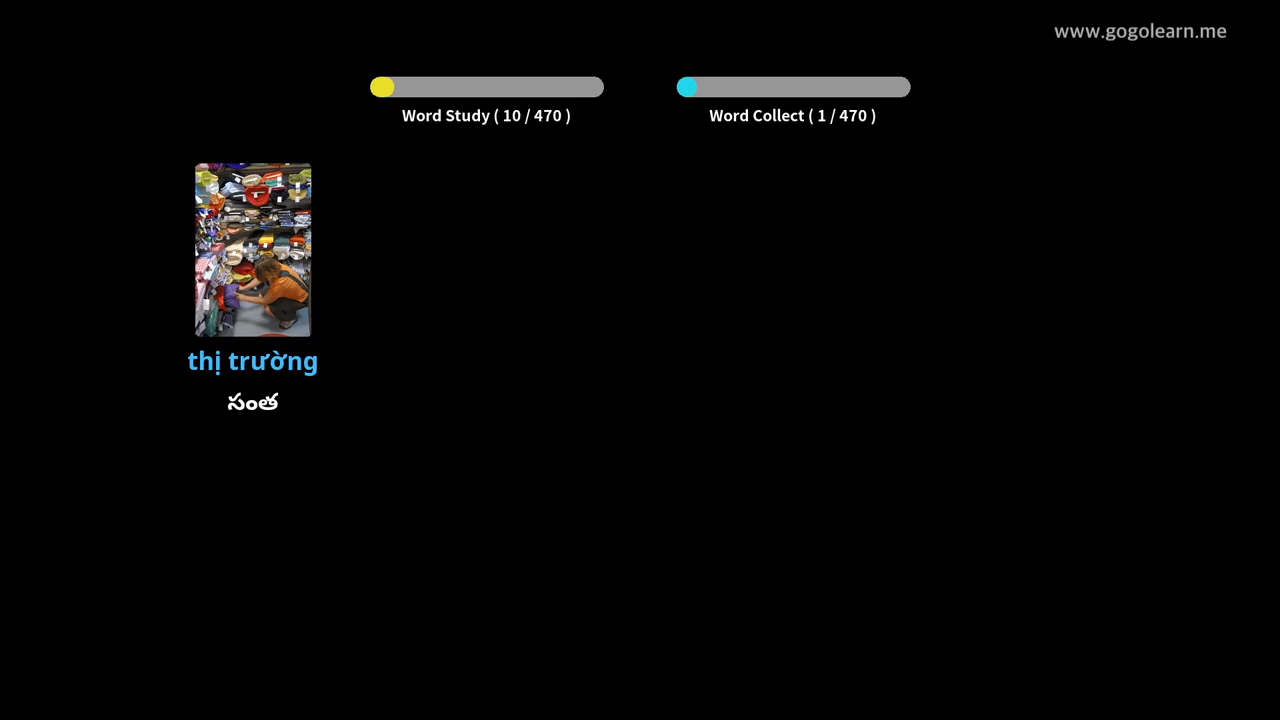 www.gogolearn.me
Word Study ( 10 / 470 )
Word Collect ( 1 / 470 )
thị trường
సంత